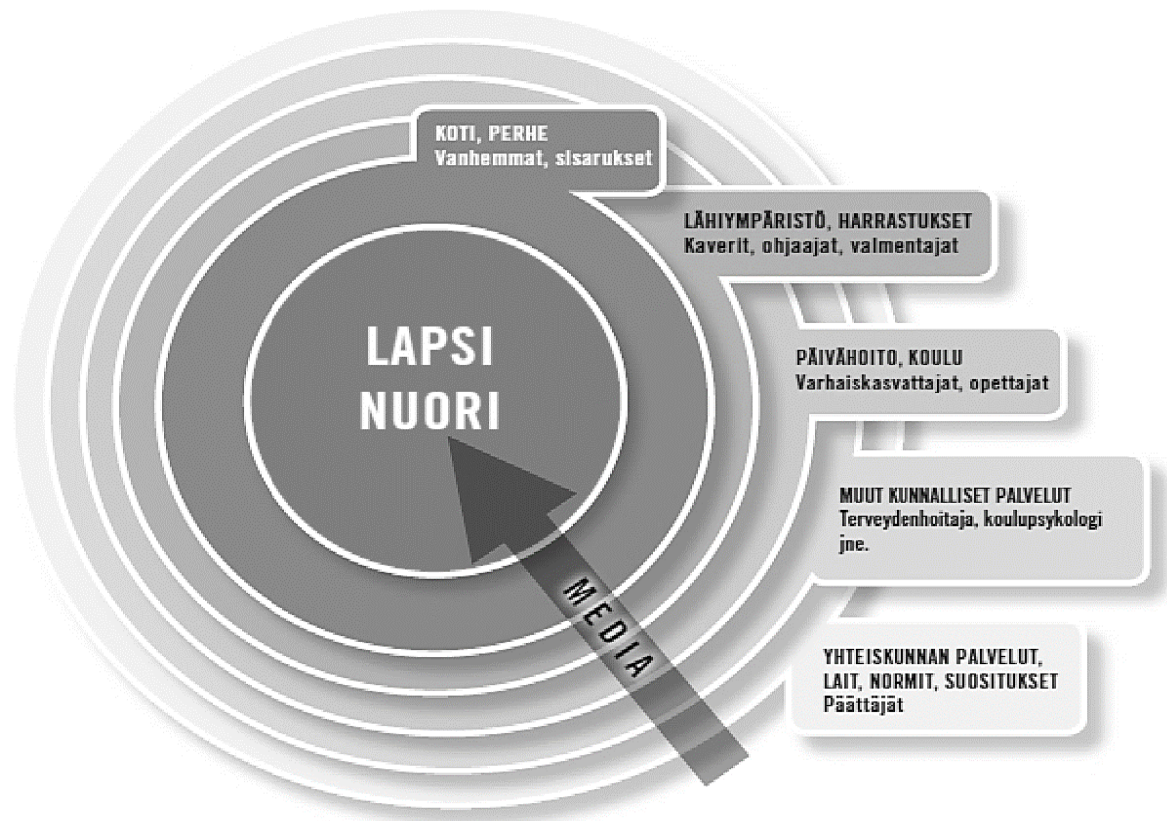 KOTI, PERHE
Vanhemmat, sisarukset
LÄHIYMPÄRISTÖ, HARRASTUKSET
Kaverit, ohjaajat, valmentajat
LAPSI
NUORI
PÄIVÄHOITO, KOULU
Varhaiskasvattajat, opettajat
MUUT KUNNALLISET PALVELUT
Terveydenhoitaja, koulupsykologi
jne.
MEDIA
YHTEISKUNNAN PALVELUT,
LAIT, NORMIT, SUOSITUKSET
Päättäjät